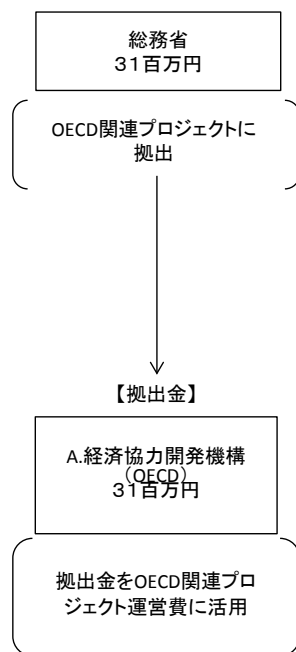 総務省
３１百万円
OECD関連プロジェクトに
拠出
【拠出金】
A.経済協力開発機構
（OECD）
３１百万円
拠出金をOECD関連プロ
ジェクト運営費に活用